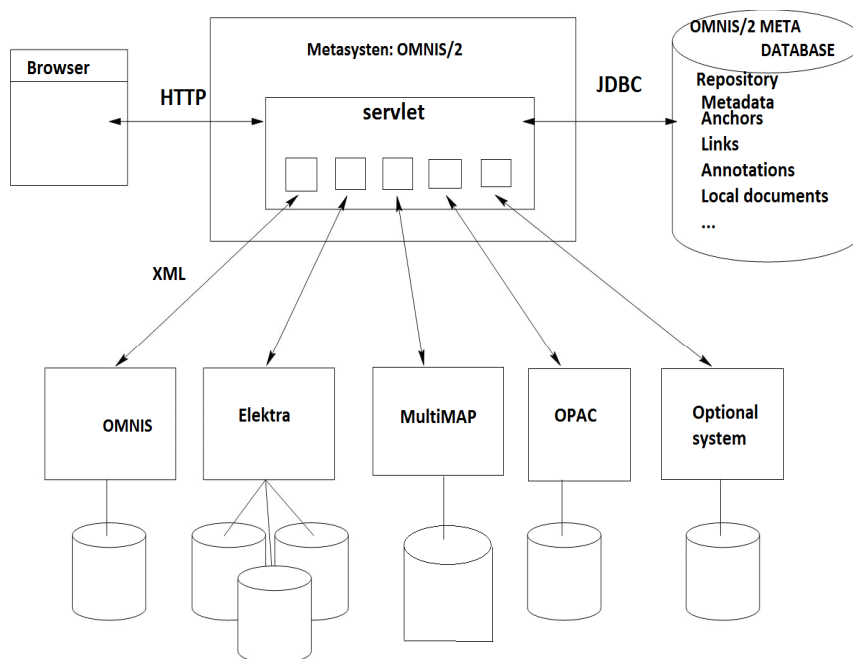 Browser
HTTP
Metasysten: OMNIS/2
servlet
JDBC
OMNIS/2 META
DATABASE
Repository
Metadata
Anchors
Links
Annotations
Local documents
...
XML
OMNIS
Elektra
MultiMAP
OPAC
Optional
system